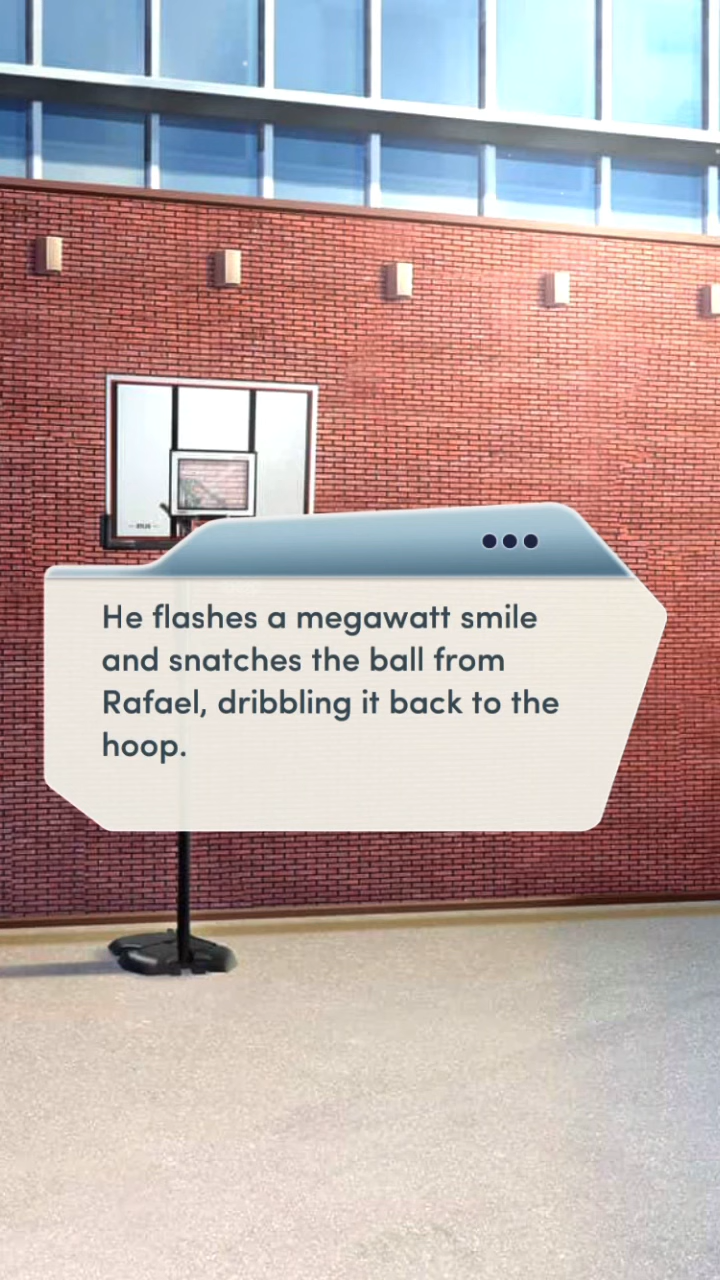 He flashes a megawatt smile
and snatches the ball from
Rafael, dribbling it back to the
hoop.